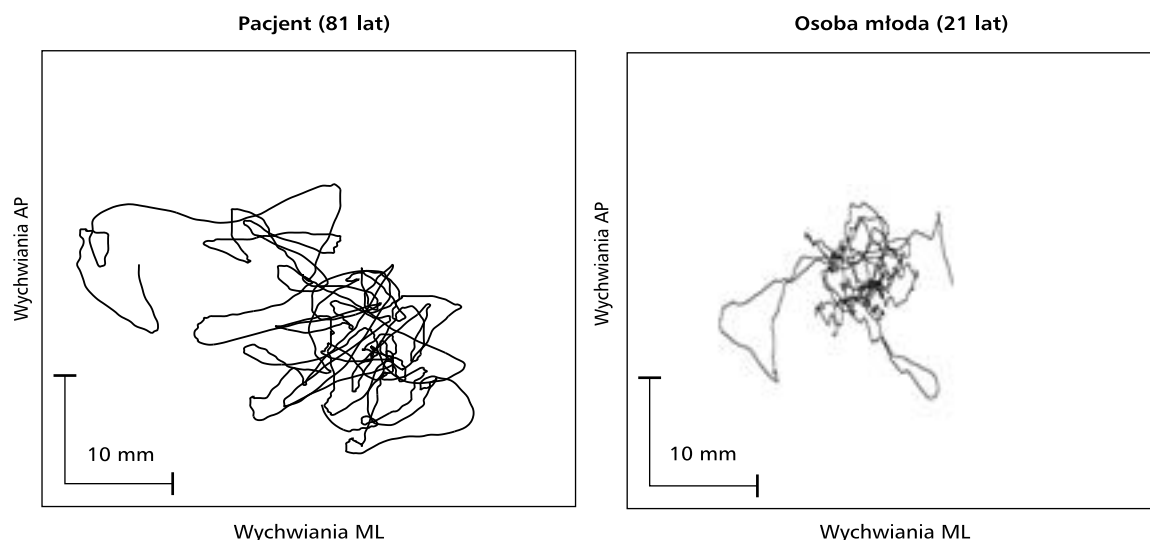 Pacjent (81 lat)
Wychwiania AP
10 mm
Wychwiania ML
Osoba młoda (21 lat)
Wychwiania AP
10 mm
Wychwiania ML